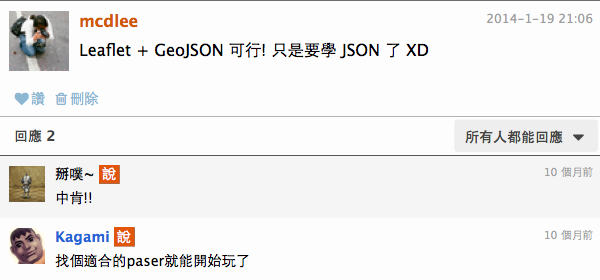 mcdlee
2014-1-19 21:06
Leaflet + GeoJSON 可行! 只是要學 JSON 了 XD
讚 刪除
回應 2
所有人都能回應
掰噗~ 說
10 個月前
中肯!!
Kagami 說
10 個月前
找個適合的paser就能開始玩了